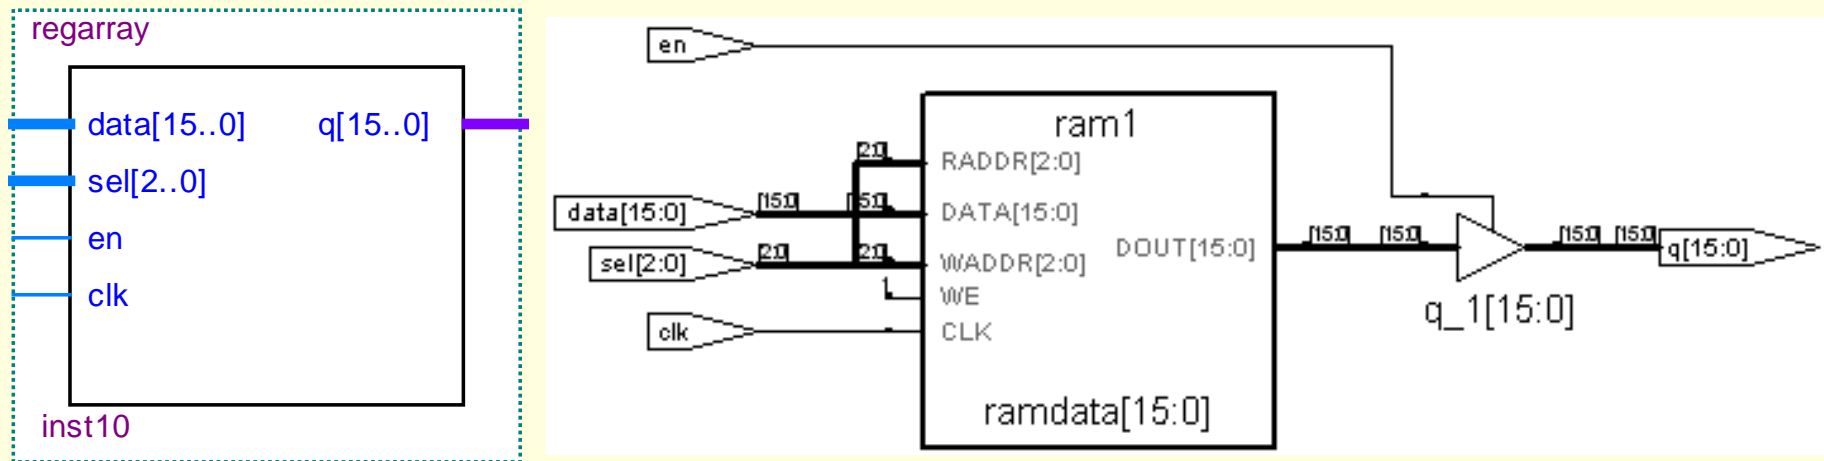 regarray
data[15..0] q[15..0]
sel[2..0]
en
clk
inst10
en
ram1
[2:0] RADDR[2:0]
data[15:0] [15:0] [15:0] DATA[15:0]
sel[2:0] [2:0] [2:0] WADDR[2:0] DOUT[15:0] [15:0] [15:0] [15:0] [15:0] q[15:0]
1 WE
clk CLK
q_1[15:0]
ramdata[15:0]